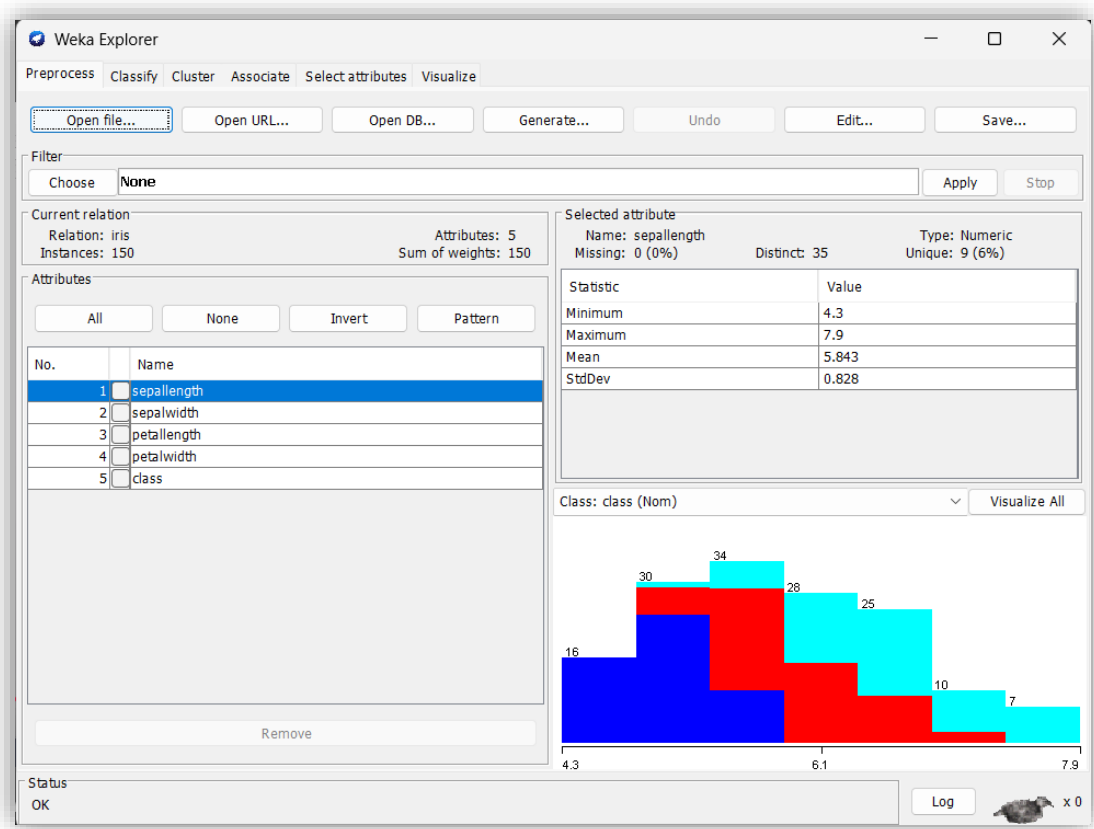 Weka Explorer
Preprocess Classify Cluster Associate Select attributes Visualize
Open file... Open URL... Open DB... Generate... Undo Edit... Save...
Filter
Choose None Apply Stop
Current relation
Relation: iris Attributes: 5
Instances: 150 Sum of weights: 150
Attributes
All None Invert Pattern
No. Name
1 sepallength
2 sepalwidth
3 petallength
4 petalwidth
5 class
Remove
Selected attribute
Name: sepallength Type: Numeric
Missing: 0 (0%) Distinct: 35 Unique: 9 (6%)
Statistic Value
Minimum 4.3
Maximum 7.9
Mean 5.843
StdDev 0.828
Class: class (Nom) Visualize All
16 30 34 28 25 10 7
4.3 6.1 7.9
Status
OK
Log x 0